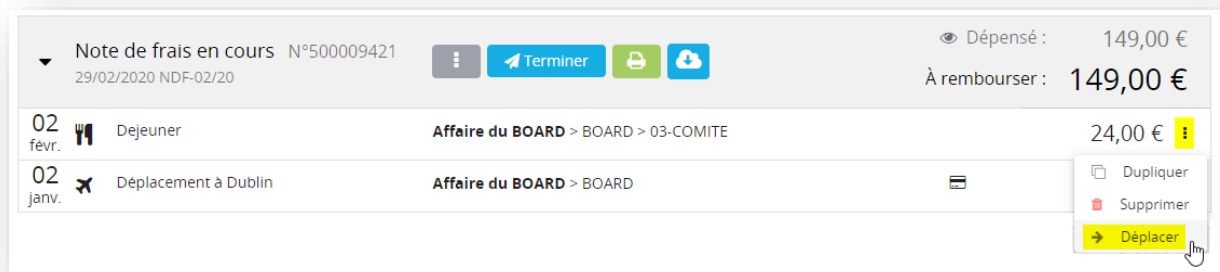 Note de frais en cours N°500009421
29/02/2020 NDF-02/20
Terminer
Dépensé : 149,00 €
À rembourser : 149,00 €
02 févr. Dejeuner Affaire du BOARD > BOARD > 03-COMITE 24,00 €
02 janv. Déplacement à Dublin Affaire du BOARD > BOARD
Dupliquer
Supprimer
Déplacer